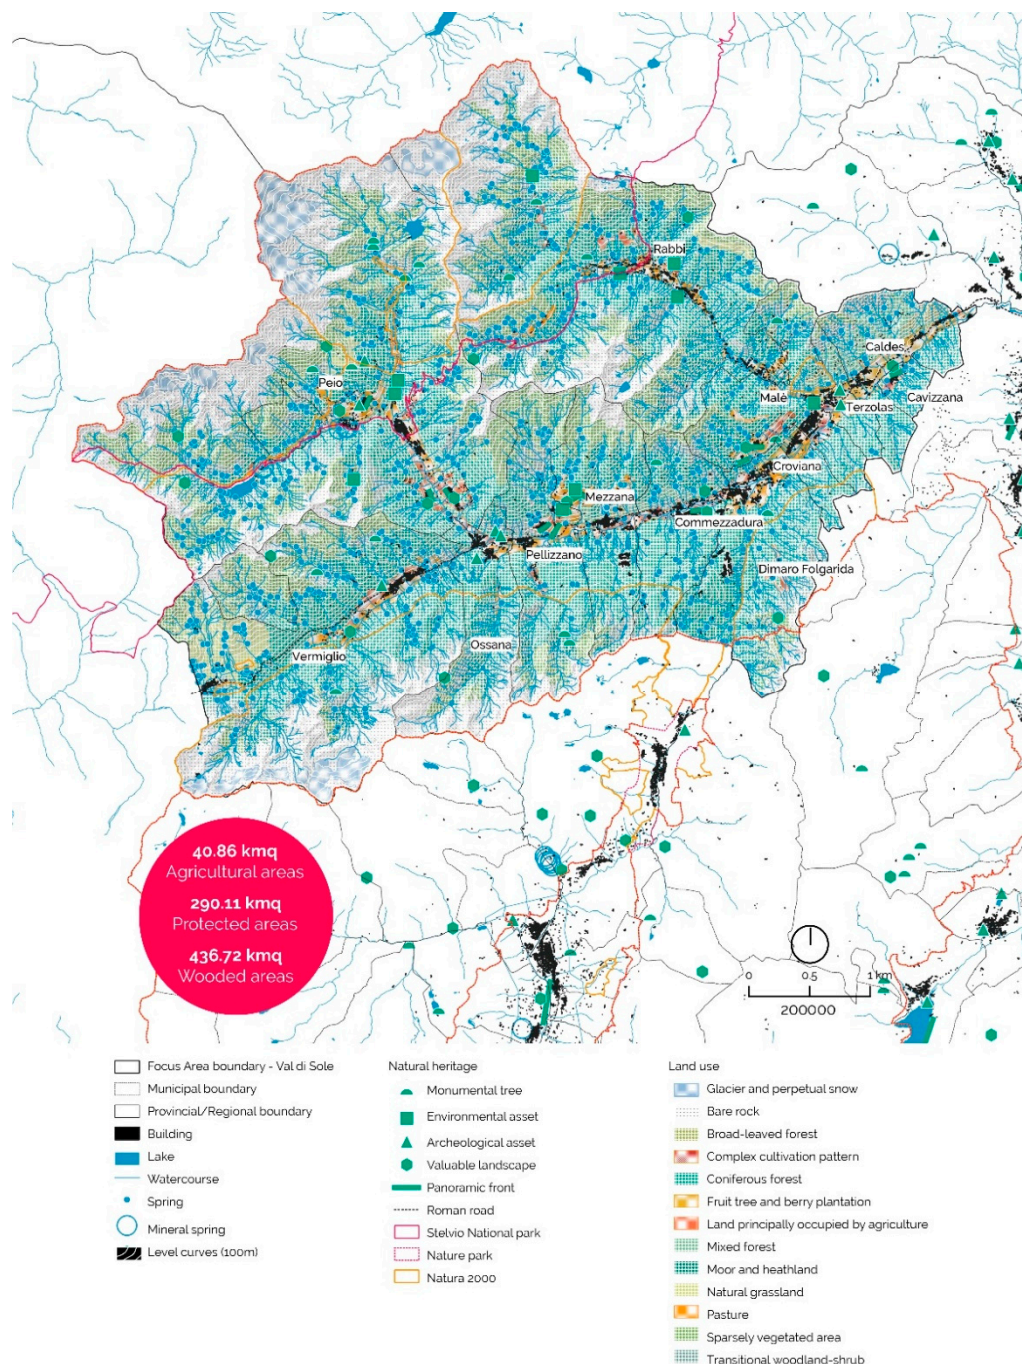 Rabbi
Caldes
Peio
Malè
Cavizzana
Terzolas
Croviana
Mezzana
Commezzadura
Pellizzano
Dimaro Folgarida
Ossana
Vermiglio
40.86 kmq
Agricultural areas
290.11 kmq
Protected areas
436.72 kmq
Wooded areas
0 0.5 1 km
200000
Focus Area boundary - Val di Sole
Municipal boundary
Provincial/Regional boundary
Building
Lake
Watercourse
Spring
Mineral spring
Level curves (100m)
Natural heritage
Monumental tree
Environmental asset
Archeological asset
Valuable landscape
Panoramic front
Roman road
Stelvio National park
Nature park
Natura 2000
Land use
Glacier and perpetual snow
Bare rock
Broad-leaved forest
Complex cultivation pattern
Coniferous forest
Fruit tree and berry plantation
Land principally occupied by agriculture
Mixed forest
Moor and heathland
Natural grassland
Pasture
Sparsely vegetated area
Transitional woodland-shrub